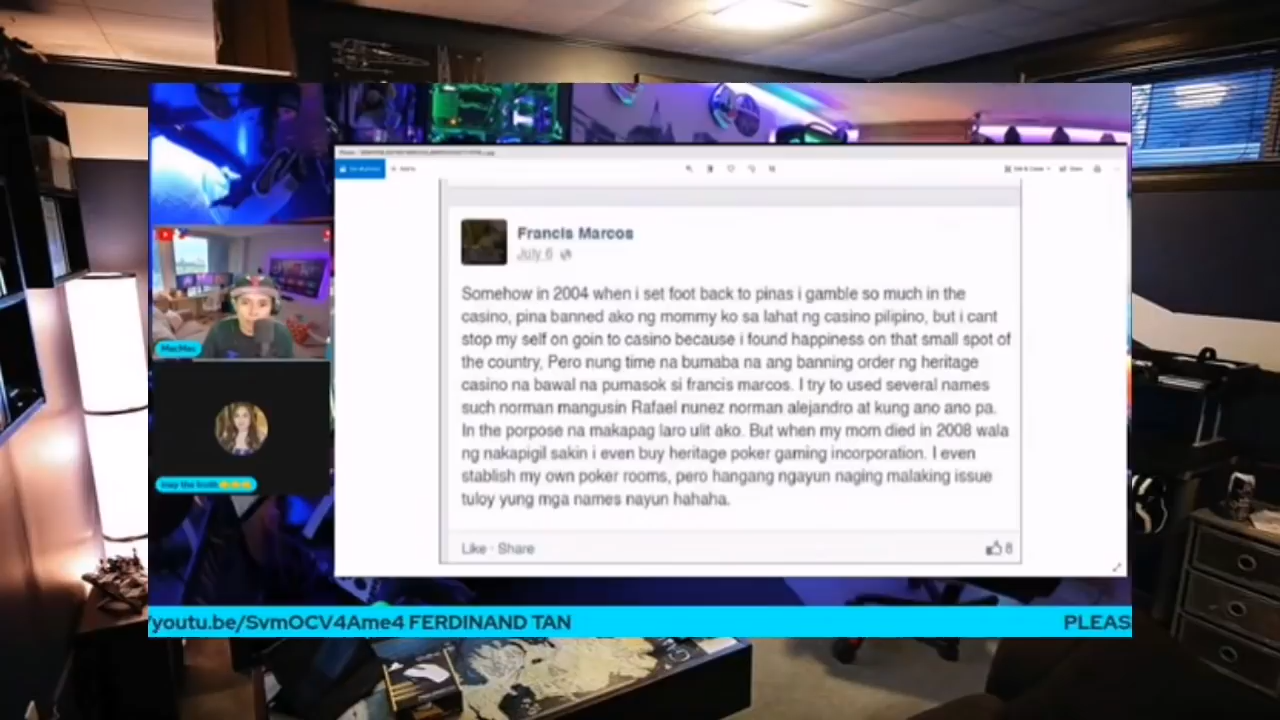 Francis Marcos
July 6
Somehow in 2004 when i set foot back to pinas i gamble so much in the
casino, pina banned ako ng mommy ko sa lahat ng casino pilipino, but i cant
stop my self on goin to casino because i found happiness on that small spot of
the country, Pero nung time na bumaba na ang banning order ng heritage
casino na bawal na pumasok si francis marcos. I try to used several names
such norman mangusin Rafael nunez norman alejandro at kung ano ano pa.
In the porpose na makapag laro ulit ako. But when my mom died in 2008 wala
ng nakapigil sakin i even buy heritage poker gaming incorporation. I even
stablish my own poker rooms, pero hangang ngayun naging malaking issue
tuloy yung mga names nayun hahaha.
Like · Share
8
MacMac
/youtu.be/SvmOCV4Ame4 FERDINAND TAN
PLEAS